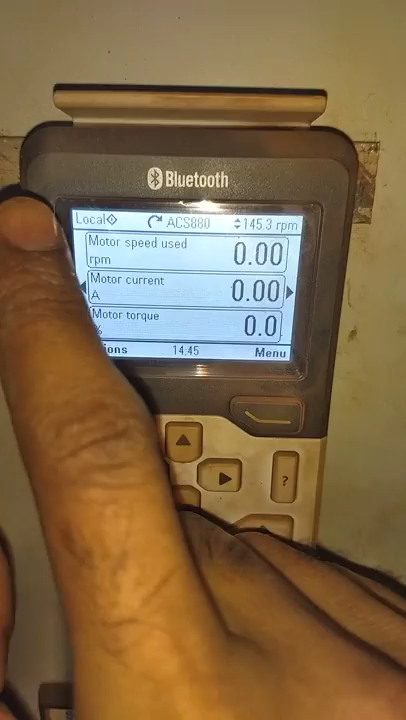 Bluetooth
Local ACS880 145.3 rpm
Motor speed used
rpm 0.00
Motor current
A 0.00
Motor torque
% 0.0
ions 14:45 Menu
?